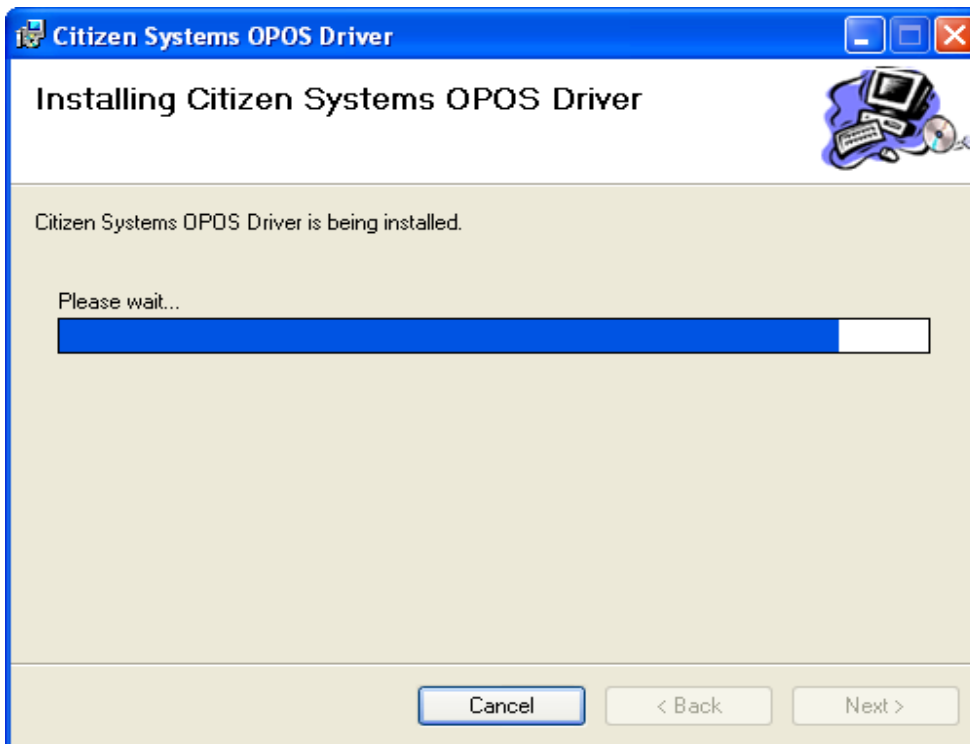 Citizen Systems OPOS Driver
Installing Citizen Systems OPOS Driver
Citizen Systems OPOS Driver is being installed.
Please wait...
Cancel
< Back
Next >